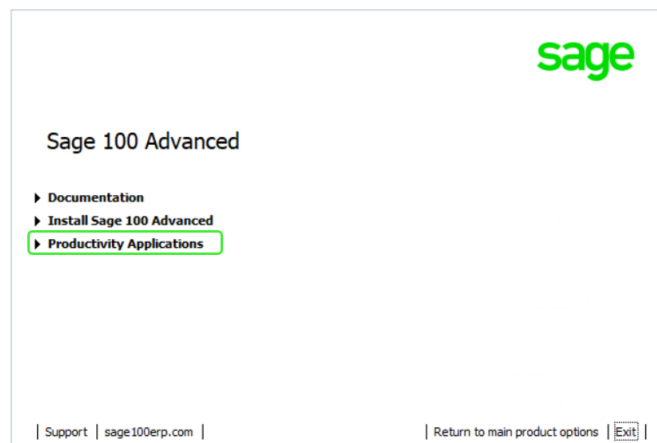 sage
Sage 100 Advanced
Documentation
Install Sage 100 Advanced
Productivity Applications
Support | sage100erp.com | Return to main product options | Exit |